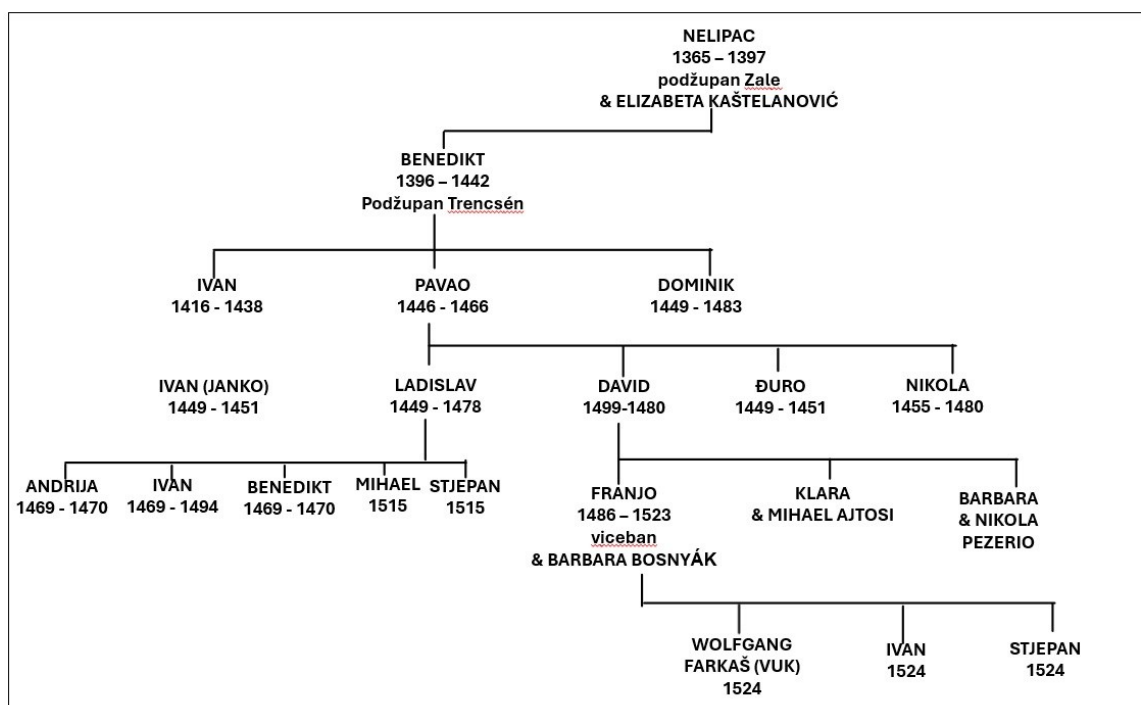 NELIPAC
1365 – 1397
podžupan Zale
& ELIZABETA KAŠTELANOVIĆ
BENEDIKT
1396 – 1442
Podžupan Trencsén
IVAN
1416 - 1438
PAVAO
1446 - 1466
DOMINIK
1449 - 1483
IVAN (JANKO)
1449 - 1451
LADISLAV
1449 - 1478
DAVID
1499-1480
ĐURO
1449 - 1451
NIKOLA
1455 - 1480
ANDRIJA
1469 - 1470
IVAN
1469 - 1494
BENEDIKT
1469 - 1470
MIHAEL
1515
STJEPAN
1515
FRANJO
1486 – 1523
viceban
& BARBARA BOSNYÁK
KLARA
& MIHAEL AJTOSI
BARBARA
& NIKOLA
PEZERIO
WOLFGANG
FARKAŠ (VUK)
1524
IVAN
1524
STJEPAN
1524